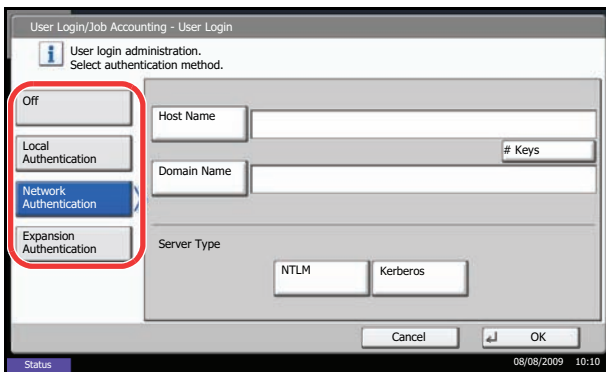 User Login/Job Accounting - User Login
User login administration.
Select authentication method.
Off
Local
Authentication
Network
Authentication
Expansion
Authentication
Host Name
# Keys
Domain Name
Server Type
NTLM
Kerberos
Cancel
OK
Status
08/08/2009 10:10